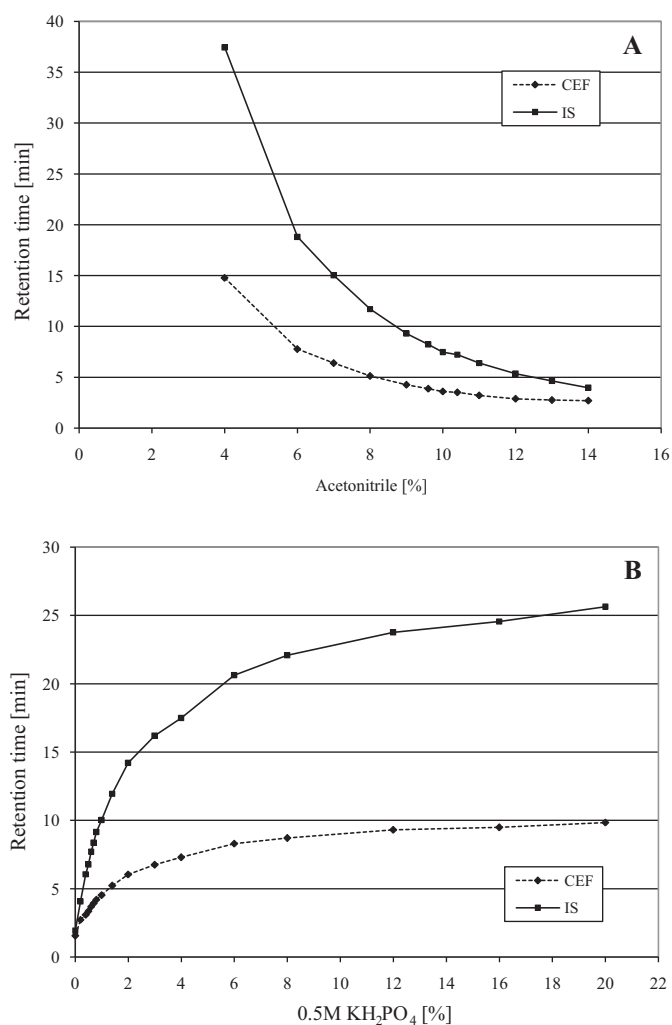 40
A
35
CEF
30
IS
25
20
15
10
5
0
0 2 4 6 8 10 12 14 16
Retention time [min]
Acetonitrile [%]
30
B
25
20
15
10
CEF
5
IS
0
0 2 4 6 8 10 12 14 16 18 20 22
Retention time [min]
0.5M KH₂PO₄ [%]